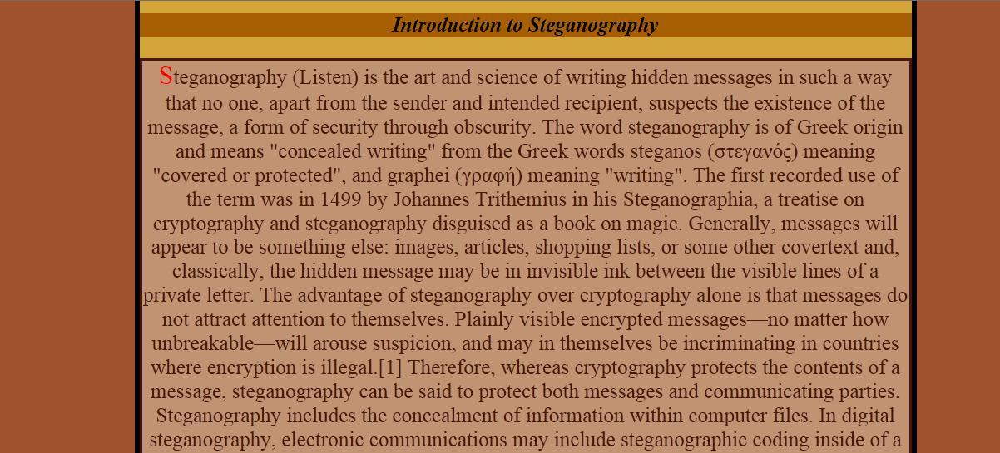 Introduction to Steganography
Steganography (Listen) is the art and science of writing hidden messages in such a way
that no one, apart from the sender and intended recipient, suspects the existence of the
message, a form of security through obscurity. The word steganography is of Greek origin
and means "concealed writing" from the Greek words steganos (στεγανός) meaning
"covered or protected", and graphei (γραφή) meaning "writing". The first recorded use of
the term was in 1499 by Johannes Trithemius in his Steganographia, a treatise on
cryptography and steganography disguised as a book on magic. Generally, messages will
appear to be something else: images, articles, shopping lists, or some other covertext and,
classically, the hidden message may be in invisible ink between the visible lines of a
private letter. The advantage of steganography over cryptography alone is that messages do
not attract attention to themselves. Plainly visible encrypted messages—no matter how
unbreakable—will arouse suspicion, and may in themselves be incriminating in countries
where encryption is illegal.[1] Therefore, whereas cryptography protects the contents of a
message, steganography can be said to protect both messages and communicating parties.
Steganography includes the concealment of information within computer files. In digital
steganography, electronic communications may include steganographic coding inside of a